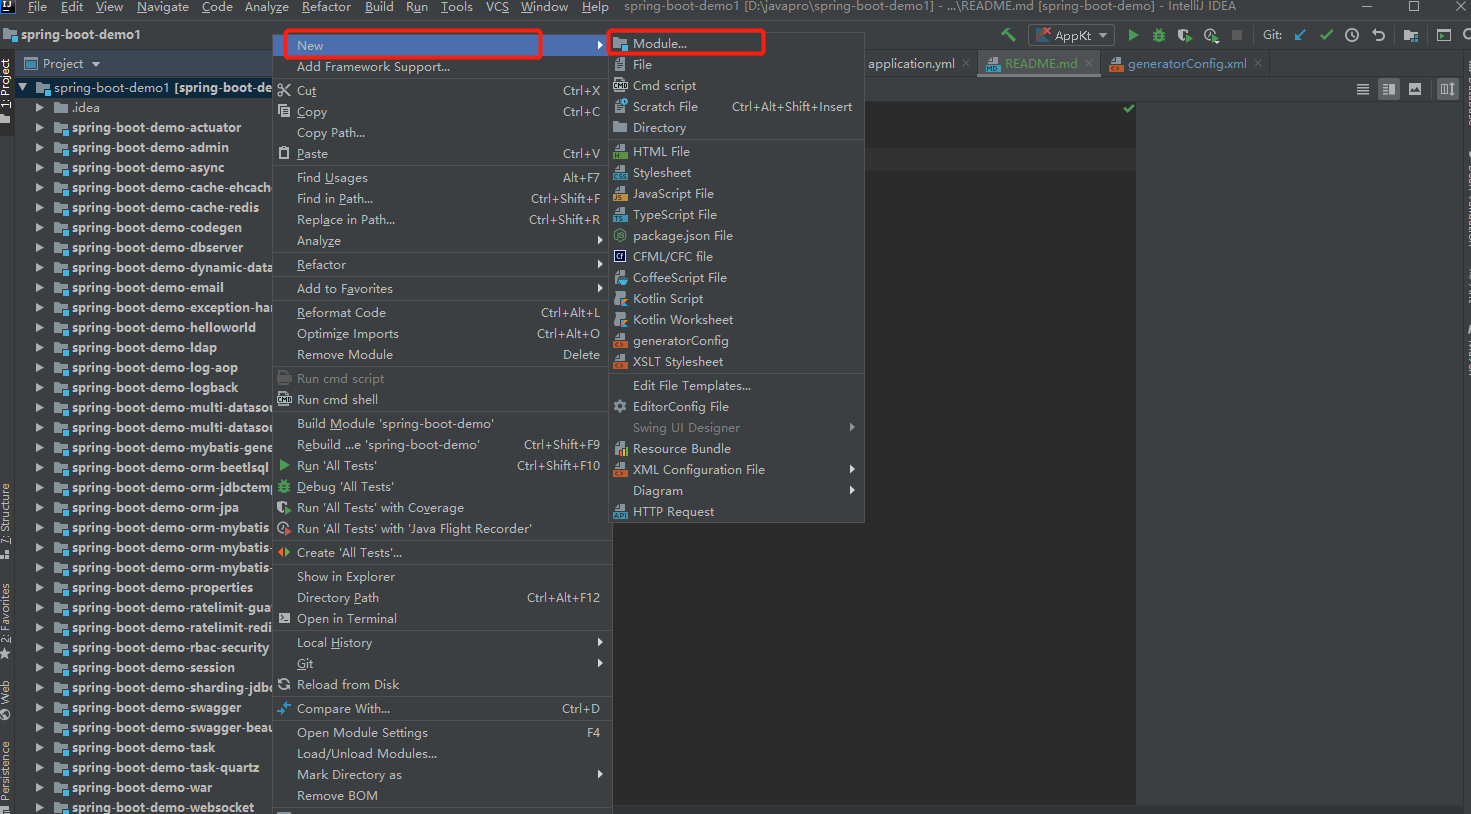 File Edit View Navigate Code Analyze Refactor Build Run Tools VCS Window Help spring-boot-demo1 [D:\javapro\spring-boot-demo1] - ...\README.md [spring-boot-demo] - IntelliJ IDEA
spring-boot-demo1
AppKt
Git:
Project
application.yml
README.md
generatorConfig.xml
1: Project
7: Structure
2: Favorites
Web
Persistence
spring-boot-demo1 [spring-boot-de
.idea
spring-boot-demo-actuator
spring-boot-demo-admin
spring-boot-demo-async
spring-boot-demo-cache-ehcache
spring-boot-demo-cache-redis
spring-boot-demo-codegen
spring-boot-demo-dbserver
spring-boot-demo-dynamic-data
spring-boot-demo-email
spring-boot-demo-exception-han
spring-boot-demo-helloworld
spring-boot-demo-ldap
spring-boot-demo-log-aop
spring-boot-demo-logback
spring-boot-demo-multi-datasou
spring-boot-demo-multi-datasou
spring-boot-demo-mybatis-gene
spring-boot-demo-orm-beetlsql
spring-boot-demo-orm-jdbctemp
spring-boot-demo-orm-jpa
spring-boot-demo-orm-mybatis
spring-boot-demo-orm-mybatis-
spring-boot-demo-orm-mybatis-
spring-boot-demo-properties
spring-boot-demo-ratelimit-gua
spring-boot-demo-ratelimit-redi
spring-boot-demo-rbac-security
spring-boot-demo-session
spring-boot-demo-sharding-jdbc
spring-boot-demo-swagger
spring-boot-demo-swagger-beau
spring-boot-demo-task
spring-boot-demo-task-quartz
spring-boot-demo-war
spring-boot-demo-websocket
New
Add Framework Support...
Cut Ctrl+X
Copy Ctrl+C
Copy Path...
Paste Ctrl+V
Find Usages Alt+F7
Find in Path... Ctrl+Shift+F
Replace in Path... Ctrl+Shift+R
Analyze
Refactor
Add to Favorites
Reformat Code Ctrl+Alt+L
Optimize Imports Ctrl+Alt+O
Remove Module Delete
Run cmd script
Run cmd shell
Build Module 'spring-boot-demo'
Rebuild ...e 'spring-boot-demo' Ctrl+Shift+F9
Run 'All Tests' Ctrl+Shift+F10
Debug 'All Tests'
Run 'All Tests' with Coverage
Run 'All Tests' with 'Java Flight Recorder'
Create 'All Tests'...
Show in Explorer
Directory Path Ctrl+Alt+F12
Open in Terminal
Local History
Git
Reload from Disk
Compare With... Ctrl+D
Open Module Settings F4
Load/Unload Modules...
Mark Directory as
Remove BOM
Module...
File
Cmd script
Scratch File Ctrl+Alt+Shift+Insert
Directory
HTML File
Stylesheet
JavaScript File
TypeScript File
package.json File
CFML/CFC file
CoffeeScript File
Kotlin Script
Kotlin Worksheet
generatorConfig
XSLT Stylesheet
Edit File Templates...
EditorConfig File
Swing UI Designer
Resource Bundle
XML Configuration File
Diagram
HTTP Request